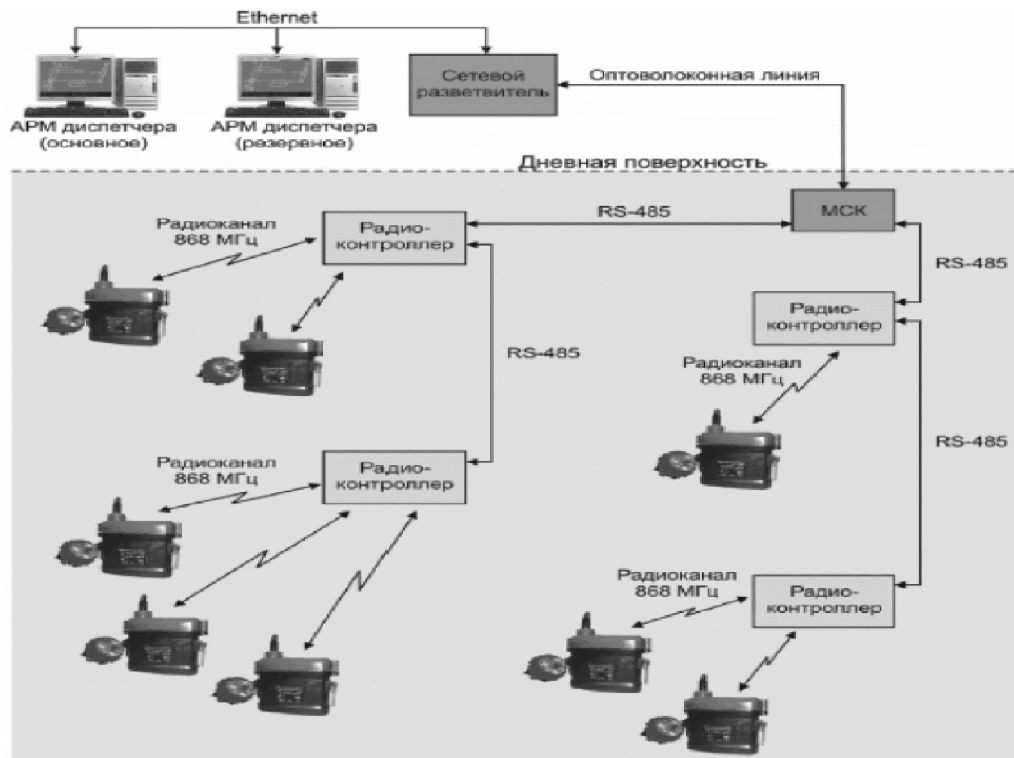 Ethernet
Сетевой
разветвитель
Оптоволоконная линия
АРМ диспетчера
(основное)
АРМ диспетчера
(резервное)
Дневная поверхность
Радиоканал
868 МГц
Радио-
контроллер
RS-485
МСК
RS-485
Радио-
контроллер
RS-485
Радиоканал
868 МГц
RS-485
Радиоканал
868 МГц
Радио-
контроллер
Радиоканал
868 МГц
Радио-
контроллер